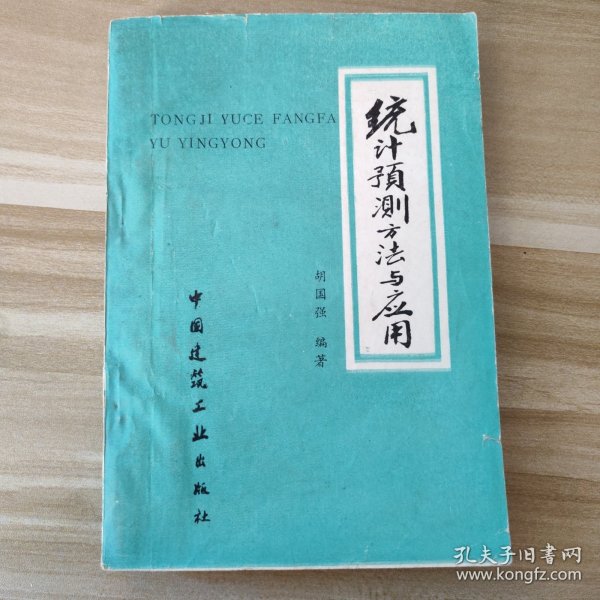 TONGJI YUCE FANGFA
YU YINGYONG
统计预测方法与应用
胡国强 编著
中国建筑工业出版社
孔夫子旧书网
www.kongfz.com